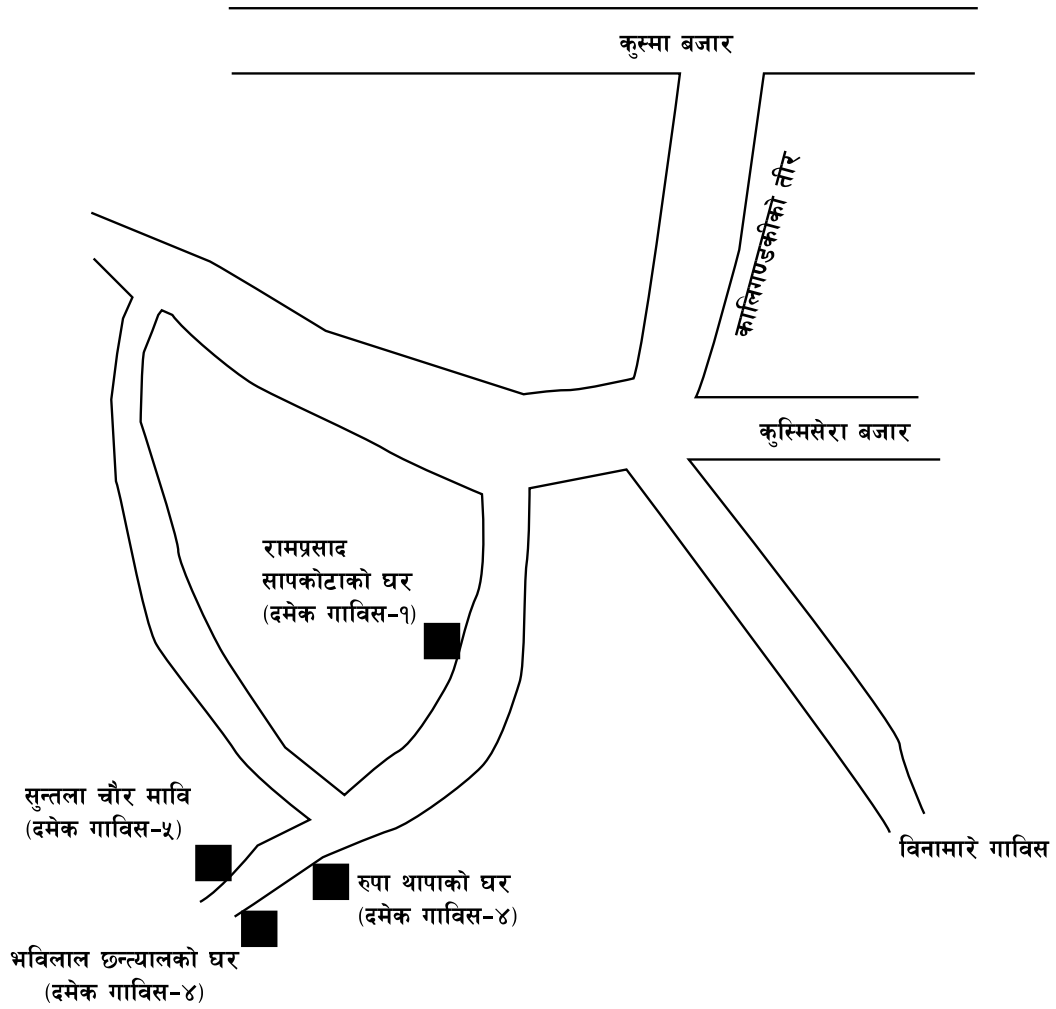 कुस्मा बजार
कालिगण्डकीको तीर
कुस्मिसेरा बजार
रामप्रसाद
सापकोटाको घर
(दमेक गाविस-१)
सुन्तला चौर मावि
(दमेक गाविस-५)
विनामारे गाविस
रुपा थापाको घर
(दमेक गाविस-४)
भविलाल छन्त्यालको घर
(दमेक गाविस-४)